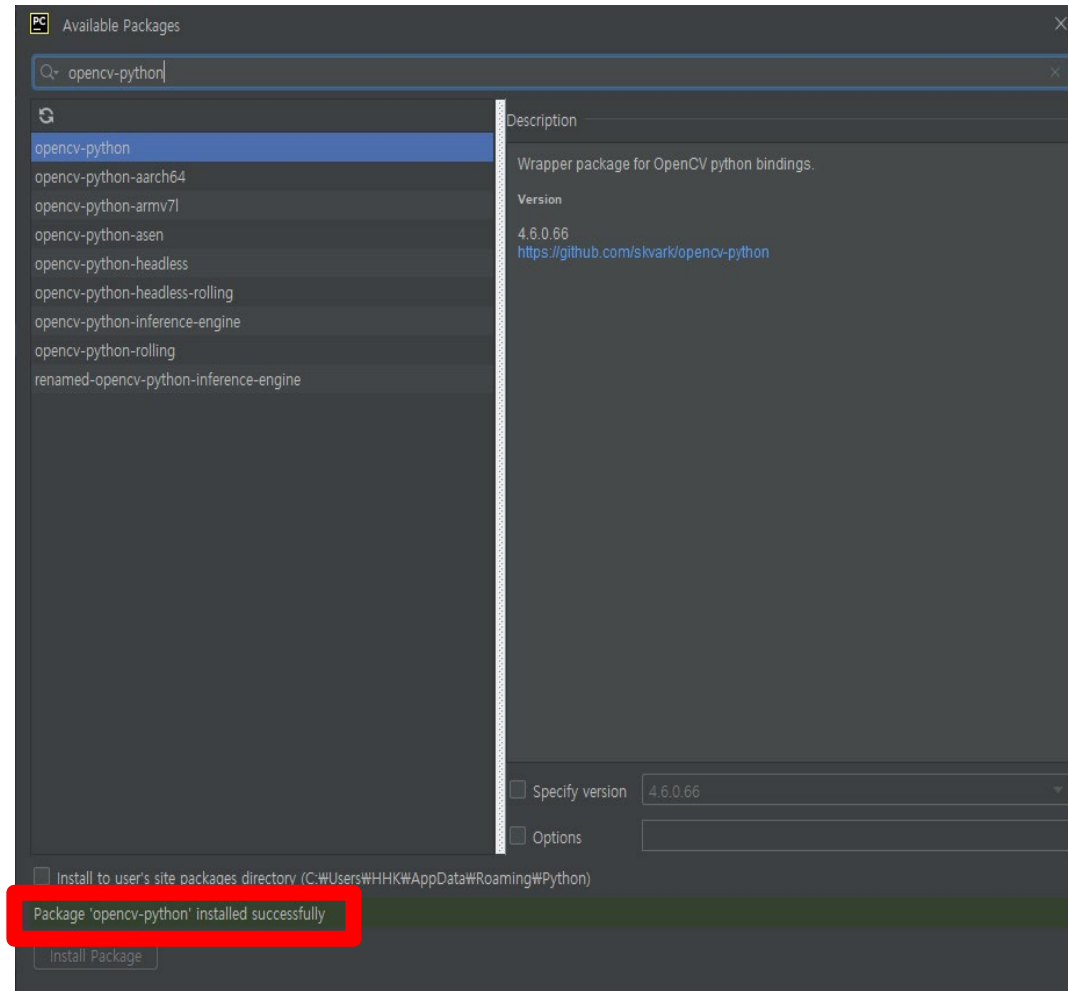 PC
Available Packages
opencv-python
opencv-python
opencv-python-aarch64
opencv-python-armv7l
opencv-python-asen
opencv-python-headless
opencv-python-headless-rolling
opencv-python-inference-engine
opencv-python-rolling
renamed-opencv-python-inference-engine
Description
Wrapper package for OpenCV python bindings.
Version
4.6.0.66
https://github.com/skvark/opencv-python
Specify version 4.6.0.66
Options
Install to user's site packages directory (C:₩Users₩HHK₩AppData₩Roaming₩Python)
Package 'opencv-python' installed successfully
Install Package